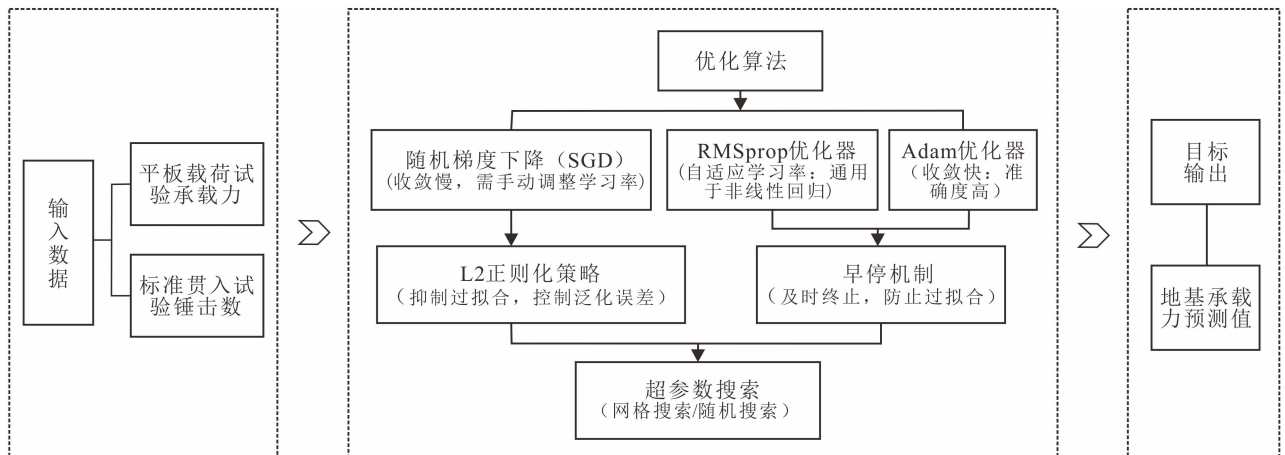 输入数据
平板载荷试
验承载力
标准贯入试
验锤击数
优化算法
随机梯度下降（SGD）
(收敛慢，需手动调整学习率)
RMSprop优化器
(自适应学习率：通用
于非线性回归)
Adam优化器
（收敛快：准
确度高）
L2正则化策略
（抑制过拟合，控制泛化误差）
早停机制
（及时终止，防止过拟合）
超参数搜索
（网格搜索/随机搜索）
目标
输出
地基承载
力预测值